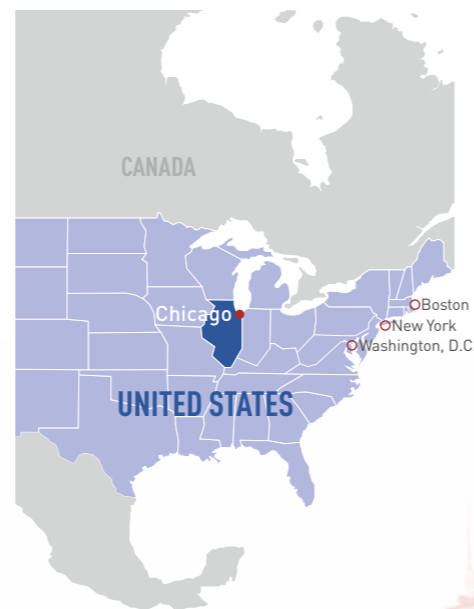 CANADA
Chicago
Boston
New York
Washington, D.C
UNITED STATES